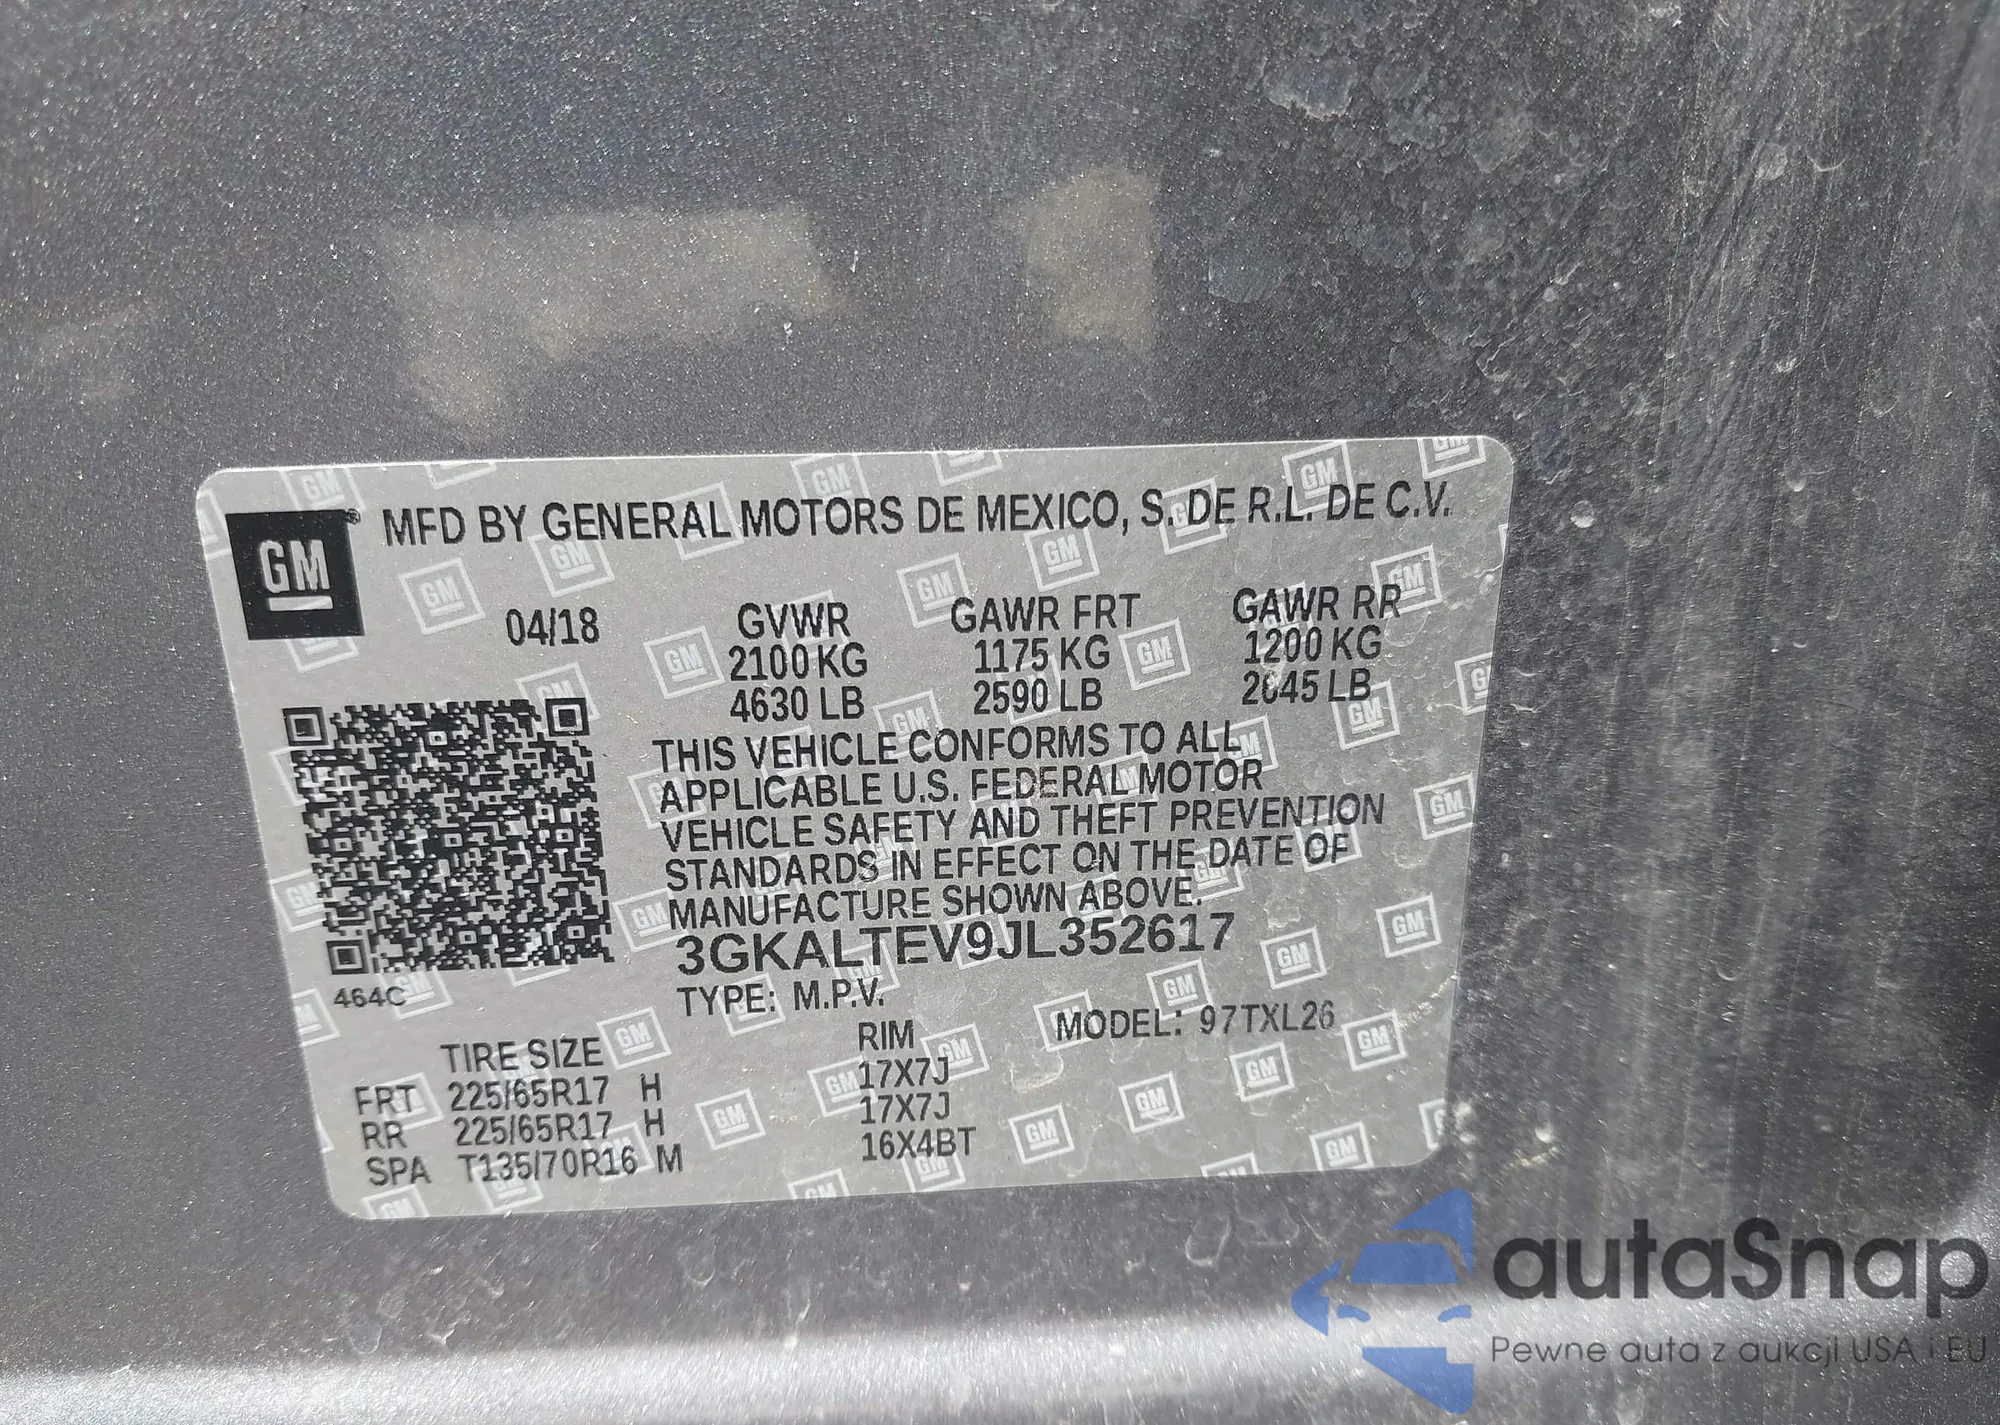 GM
MFD BY GENERAL MOTORS DE MEXICO, S. DE R.L. DE C.V.
04/18 GVWR GAWR FRT GAWR RR
2100 KG 1175 KG 1200 KG
4630 LB 2590 LB 2645 LB
THIS VEHICLE CONFORMS TO ALL
APPLICABLE U.S. FEDERAL MOTOR
VEHICLE SAFETY AND THEFT PREVENTION
STANDARDS IN EFFECT ON THE DATE OF
MANUFACTURE SHOWN ABOVE.
3GKALTEV9JL352617
464C
TYPE: M.P.V. MODEL: 97TXL26
TIRE SIZE RIM
FRT 225/65R17 H 17X7J
RR 225/65R17 H 17X7J
SPA T135/70R16 M 16X4BT
autaSnap
Pewne auta z aukcji USA i EU